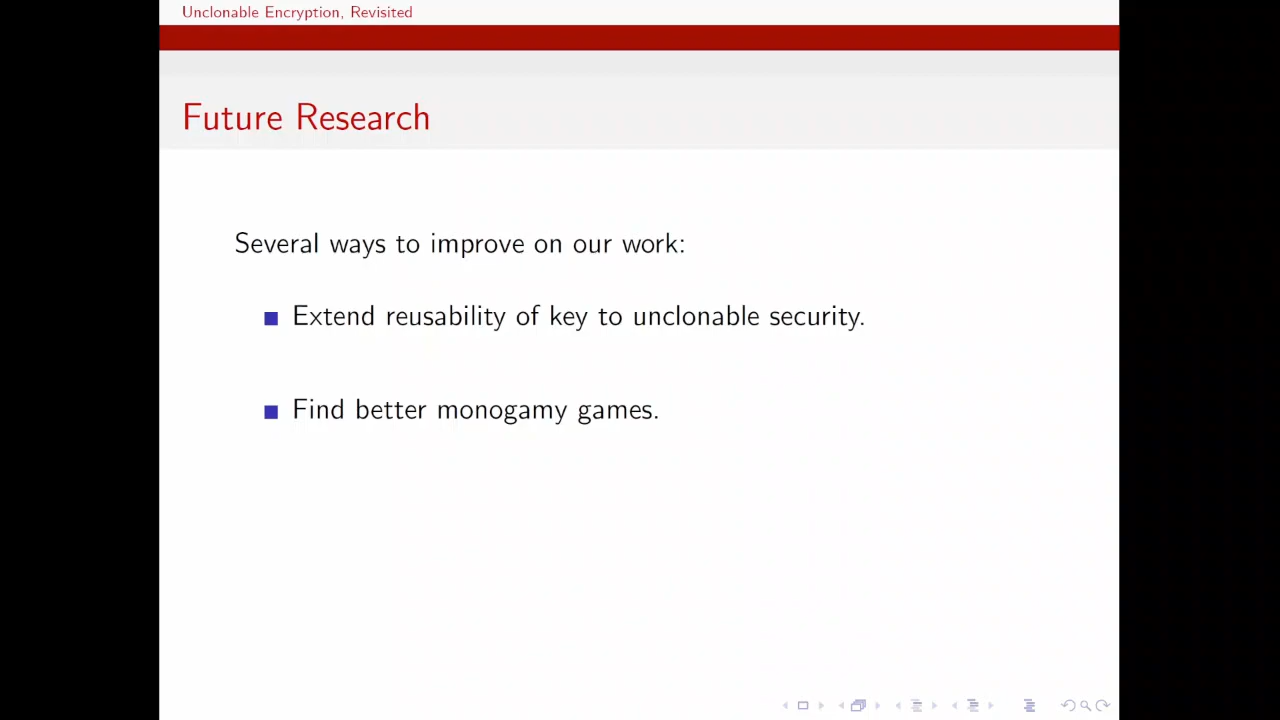 Unclonable Encryption, Revisited
Future Research
Several ways to improve on our work:
Extend reusability of key to unclonable security.
Find better monogamy games.